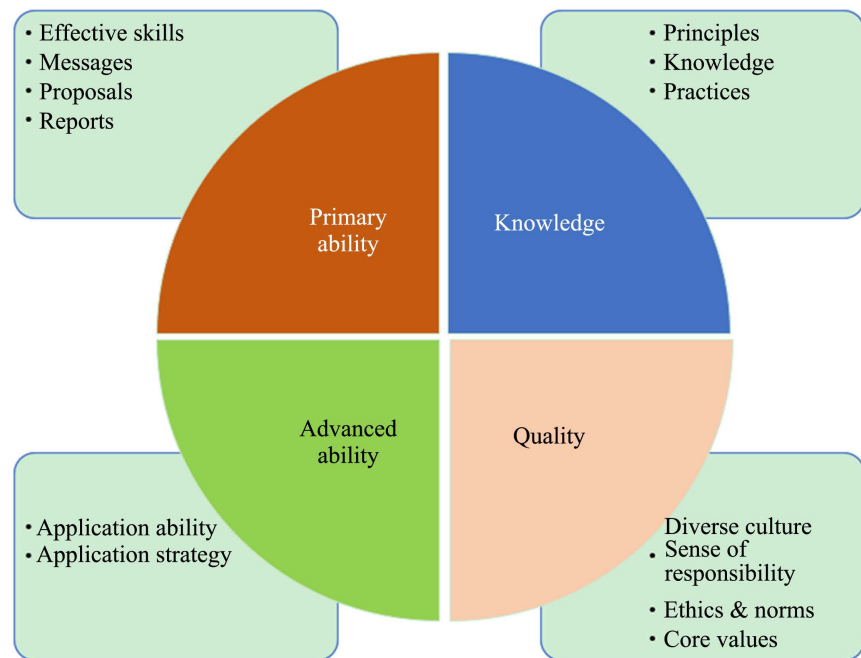 • Effective skills
• Messages
• Proposals
• Reports
• Principles
• Knowledge
• Practices
Primary
ability
Knowledge
Advanced
ability
Quality
• Application ability
• Application strategy
Diverse culture
• Sense of
responsibility
• Ethics & norms
• Core values